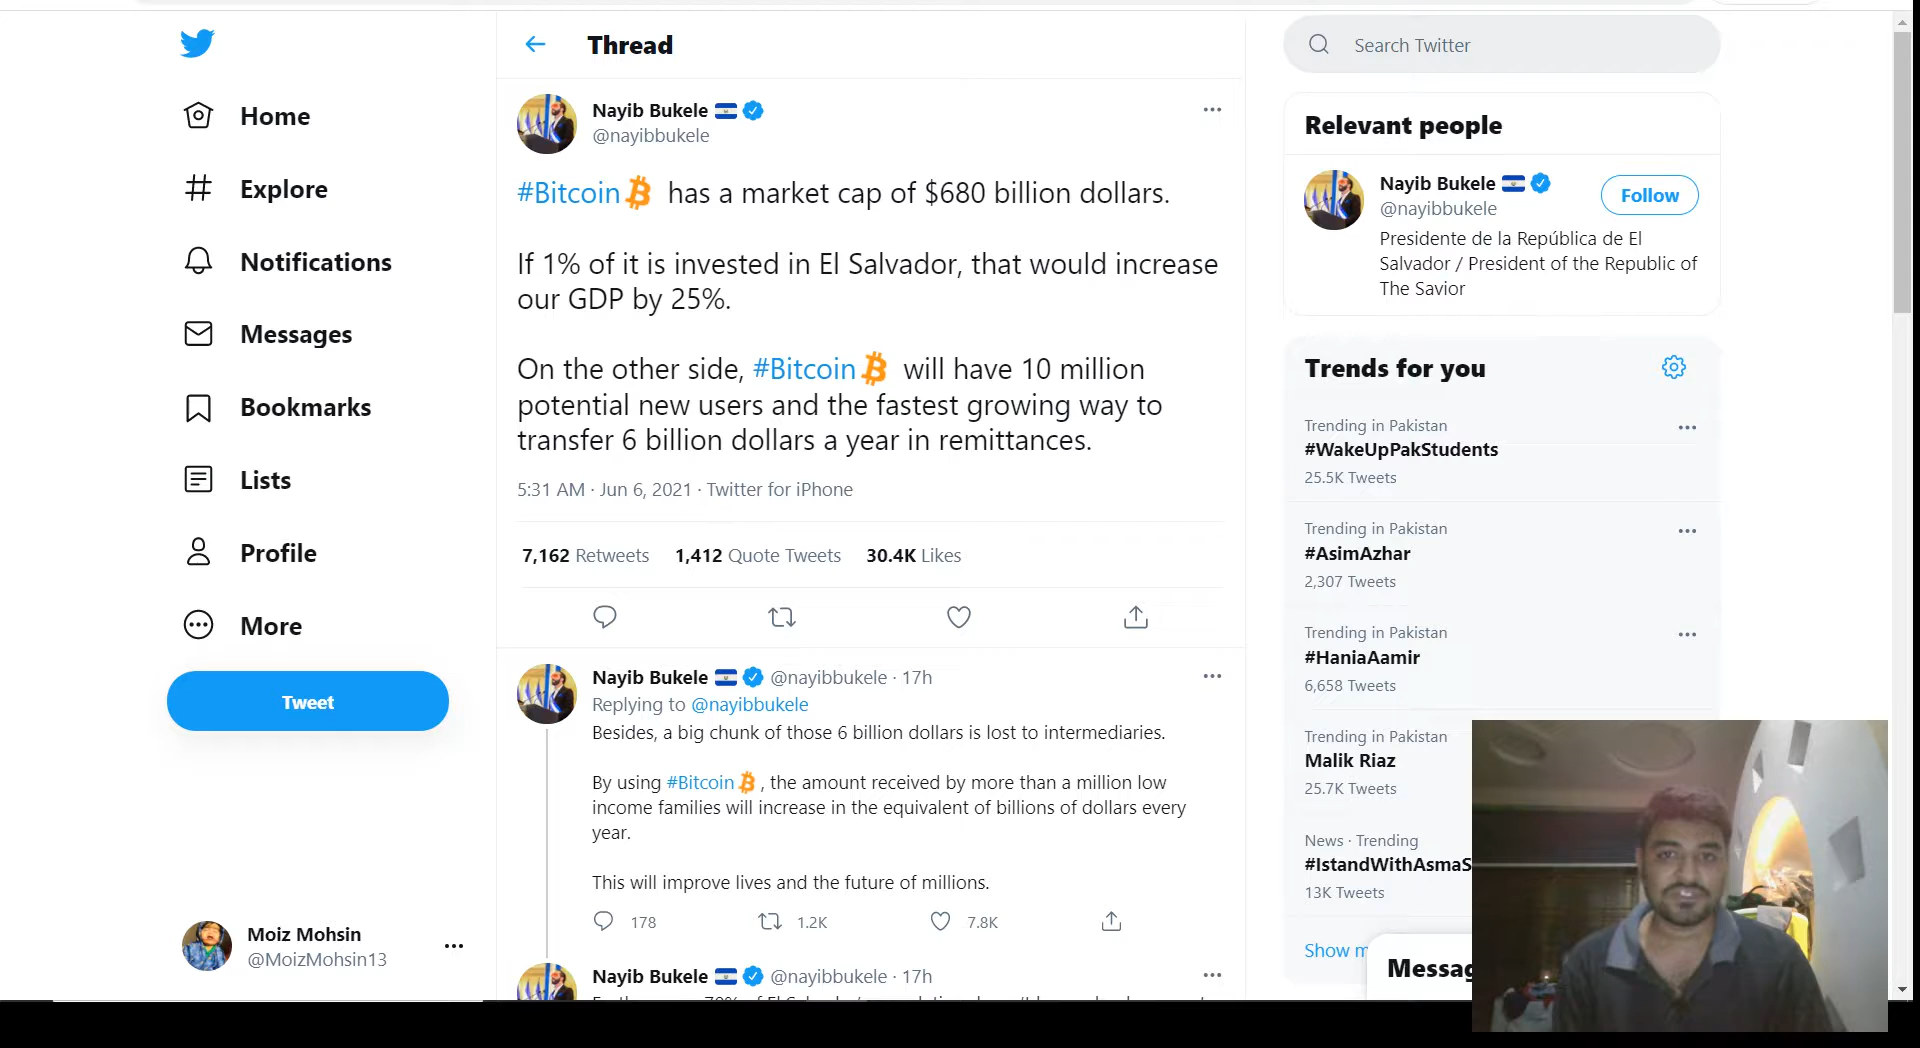 Home
Explore
Notifications
Messages
Bookmarks
Lists
Profile
More
Tweet
Moiz Mohsin
@MoizMohsin13
Thread
Nayib Bukele
@nayibbukele
#Bitcoin has a market cap of $680 billion dollars.
If 1% of it is invested in El Salvador, that would increase
our GDP by 25%.
On the other side, #Bitcoin will have 10 million
potential new users and the fastest growing way to
transfer 6 billion dollars a year in remittances.
5:31 AM · Jun 6, 2021 · Twitter for iPhone
7,162 Retweets 1,412 Quote Tweets 30.4K Likes
Nayib Bukele @nayibbukele · 17h
Replying to @nayibbukele
Besides, a big chunk of those 6 billion dollars is lost to intermediaries.
By using #Bitcoin , the amount received by more than a million low
income families will increase in the equivalent of billions of dollars every
year.
This will improve lives and the future of millions.
178 1.2K 7.8K
Nayib Bukele @nayibbukele · 17h
Search Twitter
Relevant people
Nayib Bukele
@nayibbukele
Follow
Presidente de la República de El
Salvador / President of the Republic of
The Savior
Trends for you
Trending in Pakistan
#WakeUpPakStudents
25.5K Tweets
Trending in Pakistan
#AsimAzhar
2,307 Tweets
Trending in Pakistan
#HaniaAamir
6,658 Tweets
Trending in Pakistan
Malik Riaz
25.7K Tweets
News · Trending
#IstandWithAsmaS
13K Tweets
Show m
Messag